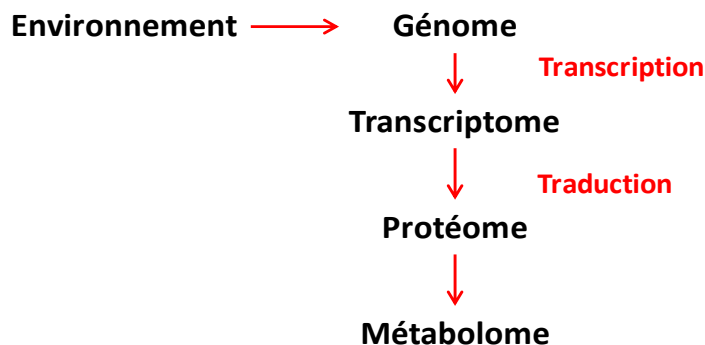 Environnement
Génome
Transcription
Transcriptome
Traduction
Protéome
Métabolome